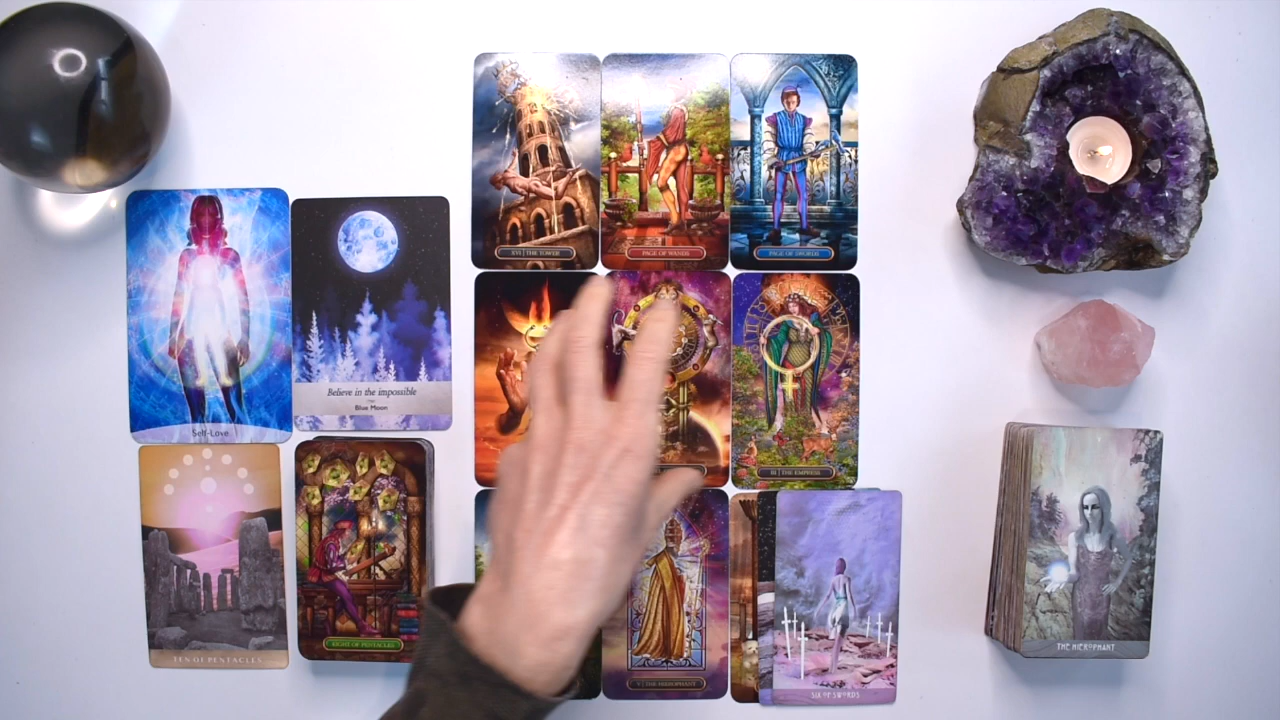 XVI | THE TOWER
PAGE OF WANDS
PAGE OF SWORDS
Self-Love
Believe in the impossible
Blue Moon
III | THE EMPRESS
TEN OF PENTACLES
EIGHT OF PENTACLES
V | THE HIEROPHANT
SIX OF SWORDS
THE HIEROPHANT